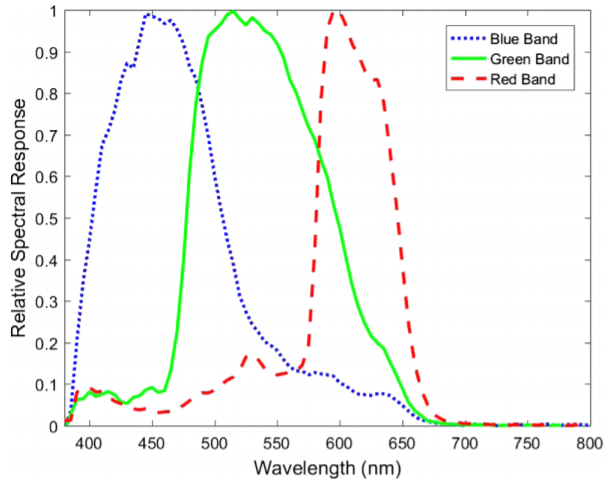 1
0.9
0.8
0.7
0.6
0.5
0.4
0.3
0.2
0.1
0
Relative Spectral Response
Blue Band
Green Band
Red Band
400 450 500 550 600 650 700 750 800
Wavelength (nm)